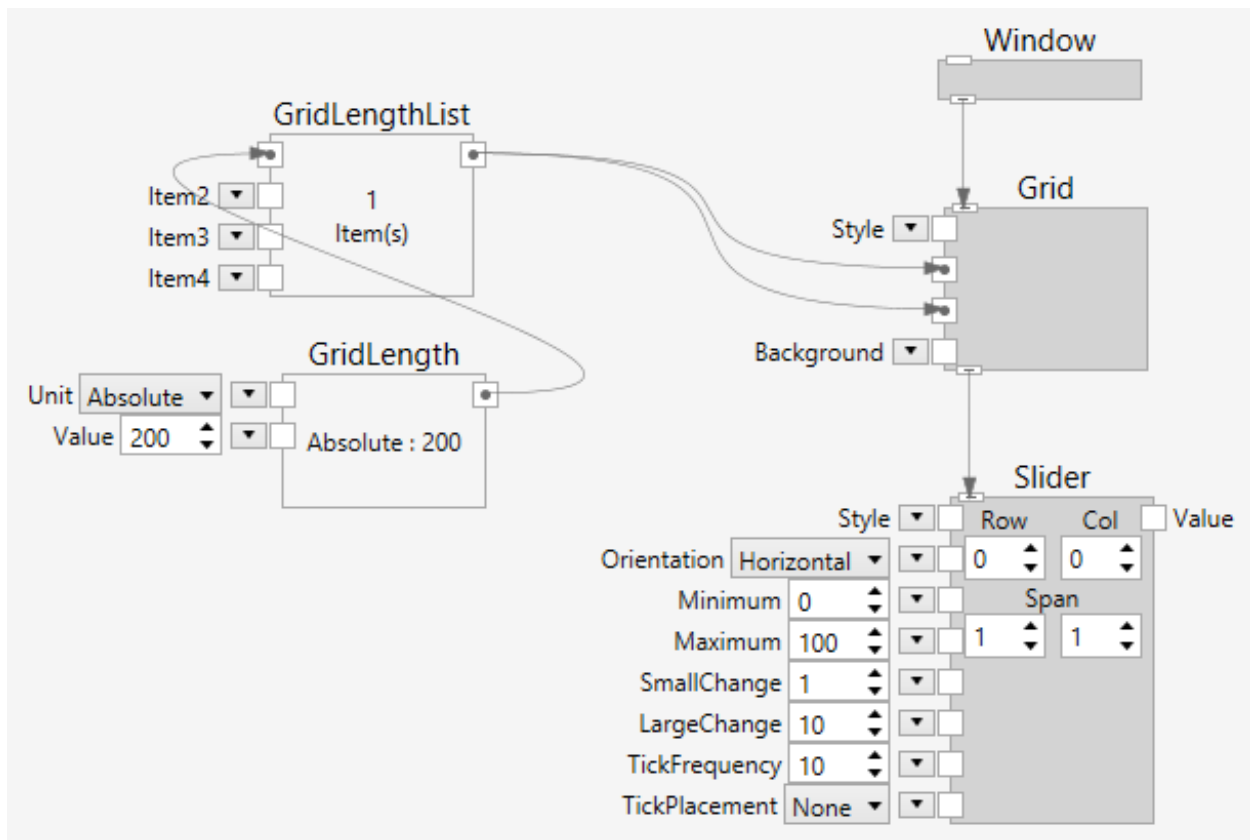 Window
GridLengthList
Item2
1
Item3
Item(s)
Item4
Grid
Style
Background
GridLength
Unit Absolute
Value 200
Absolute : 200
Slider
Style
Row Col
Value
Orientation Horizontal
0 0
Minimum 0
Span
Maximum 100
1 1
SmallChange 1
LargeChange 10
TickFrequency 10
TickPlacement None